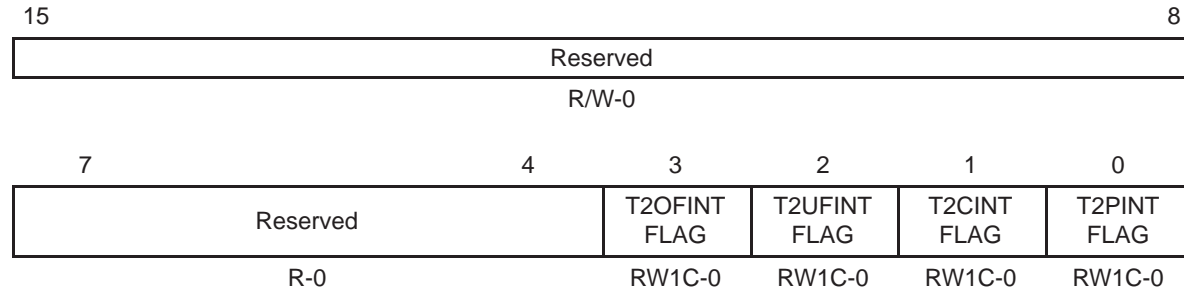 15 8
Reserved
R/W-0
7 4 3 2 1 0
Reserved T2OFINT FLAG T2UFINT FLAG T2CINT FLAG T2PINT FLAG
R-0 RW1C-0 RW1C-0 RW1C-0 RW1C-0